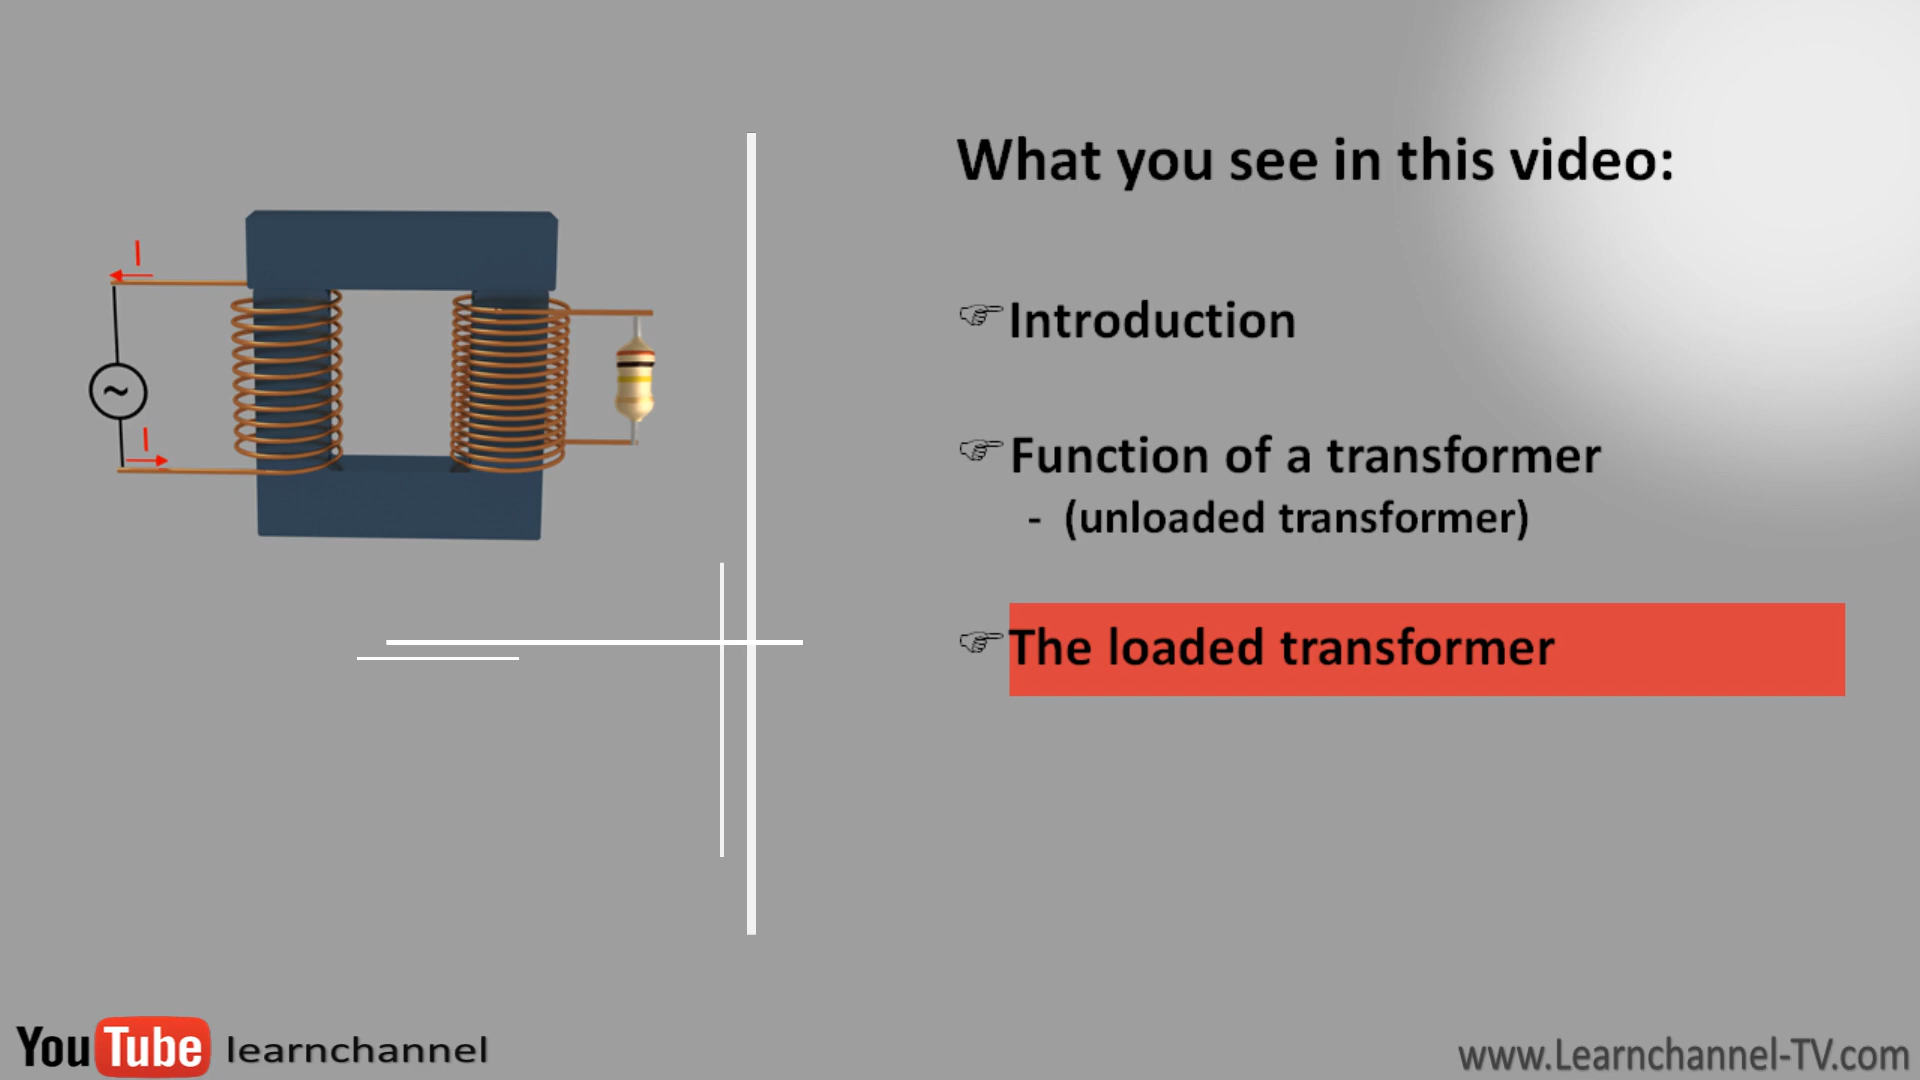 What you see in this video:
I
Introduction
~
I
Function of a transformer
- (unloaded transformer)
The loaded transformer
YouTube learnchannel
www.Learnchannel-TV.com